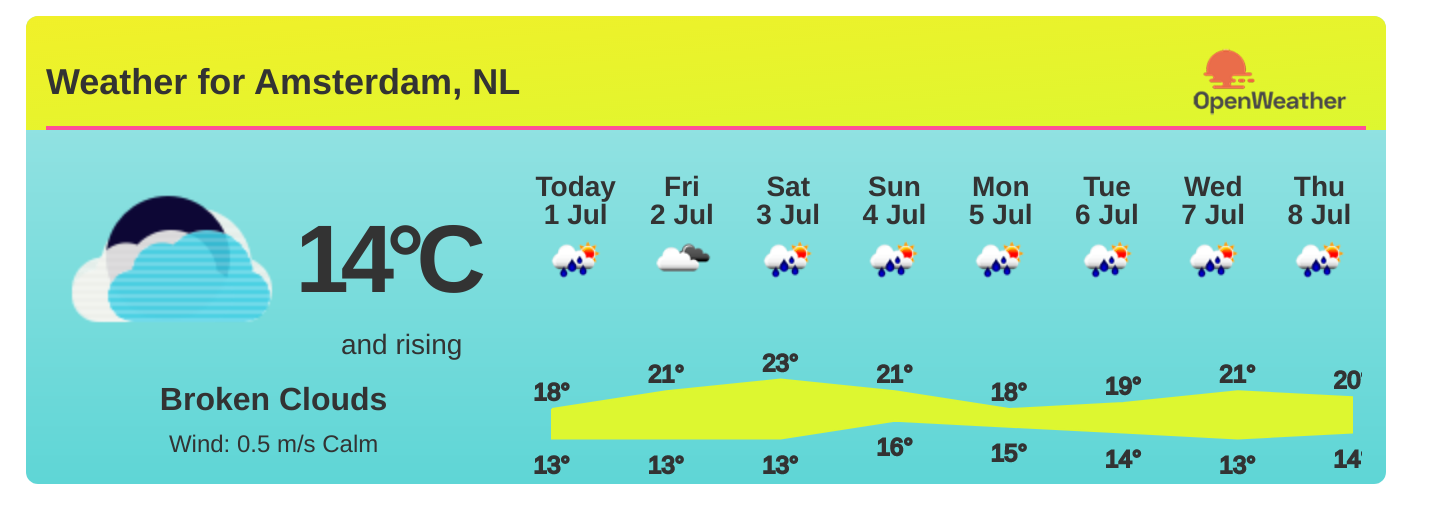 Weather for Amsterdam, NL
OpenWeather
Today Fri Sat Sun Mon Tue Wed Thu
1 Jul 2 Jul 3 Jul 4 Jul 5 Jul 6 Jul 7 Jul 8 Jul
14°C
and rising
Broken Clouds
Wind: 0.5 m/s Calm
18° 21° 23° 21° 18° 19° 21° 20°
13° 13° 13° 16° 15° 14° 13° 14°